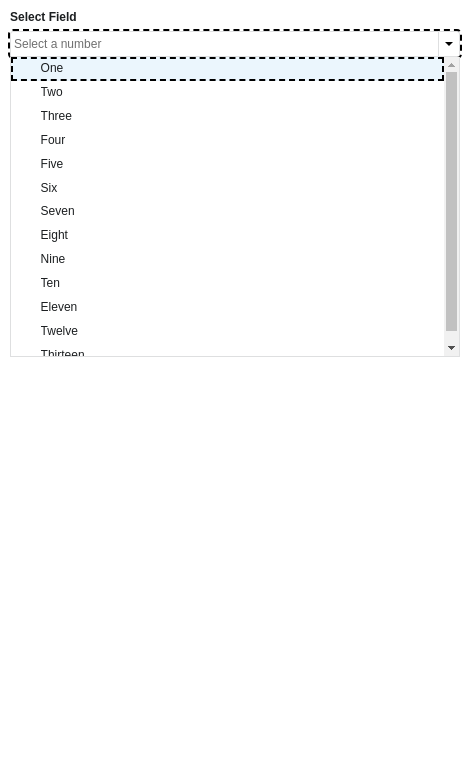 Select Field
Select a number
One
Two
Three
Four
Five
Six
Seven
Eight
Nine
Ten
Eleven
Twelve
Thirteen